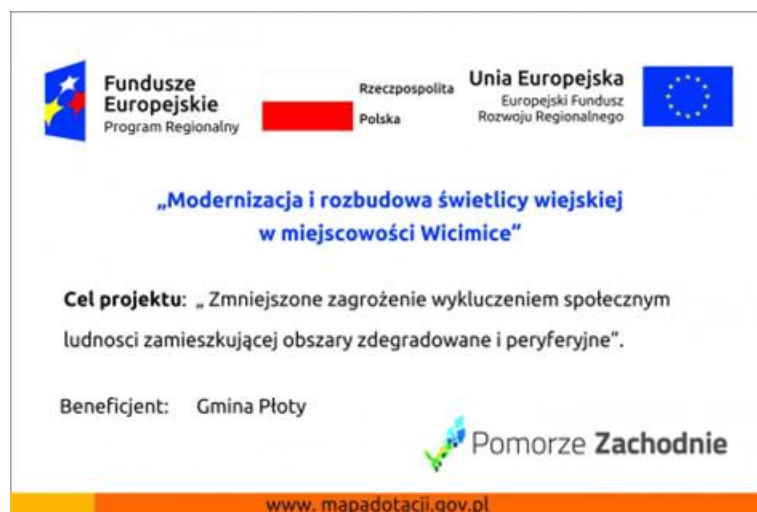 Fundusze
Europejskie
Program Regionalny
Rzeczpospolita
Polska
Unia Europejska
Europejski Fundusz
Rozwoju Regionalnego
„Modernizacja i rozbudowa świetlicy wiejskiej
w miejscowości Wicimice”
Cel projektu: „ Zmniejszone zagrożenie wykluczeniem społecznym
ludnosci zamieszkującej obszary zdegradowane i peryferyjne“.
Beneficjent: Gmina Płoty
Pomorze Zachodnie
www. mapadotacji.gov.pl